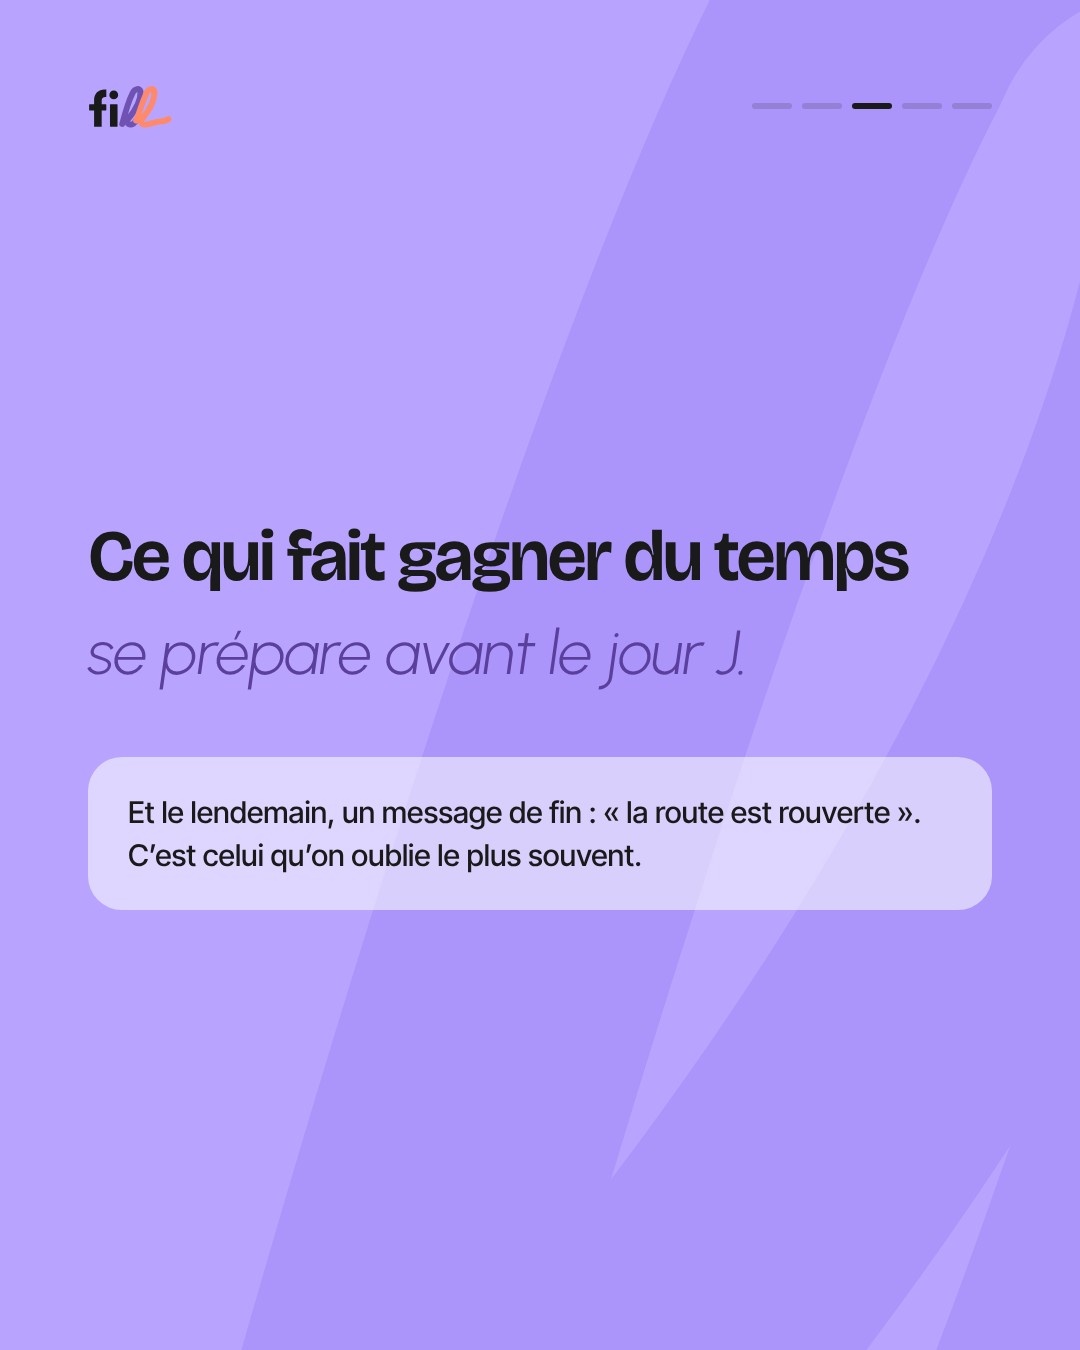 fill
Ce qui fait gagner du temps
se prépare avant le jour J.
Et le lendemain, un message de fin : « la route est rouverte ».
C’est celui qu’on oublie le plus souvent.